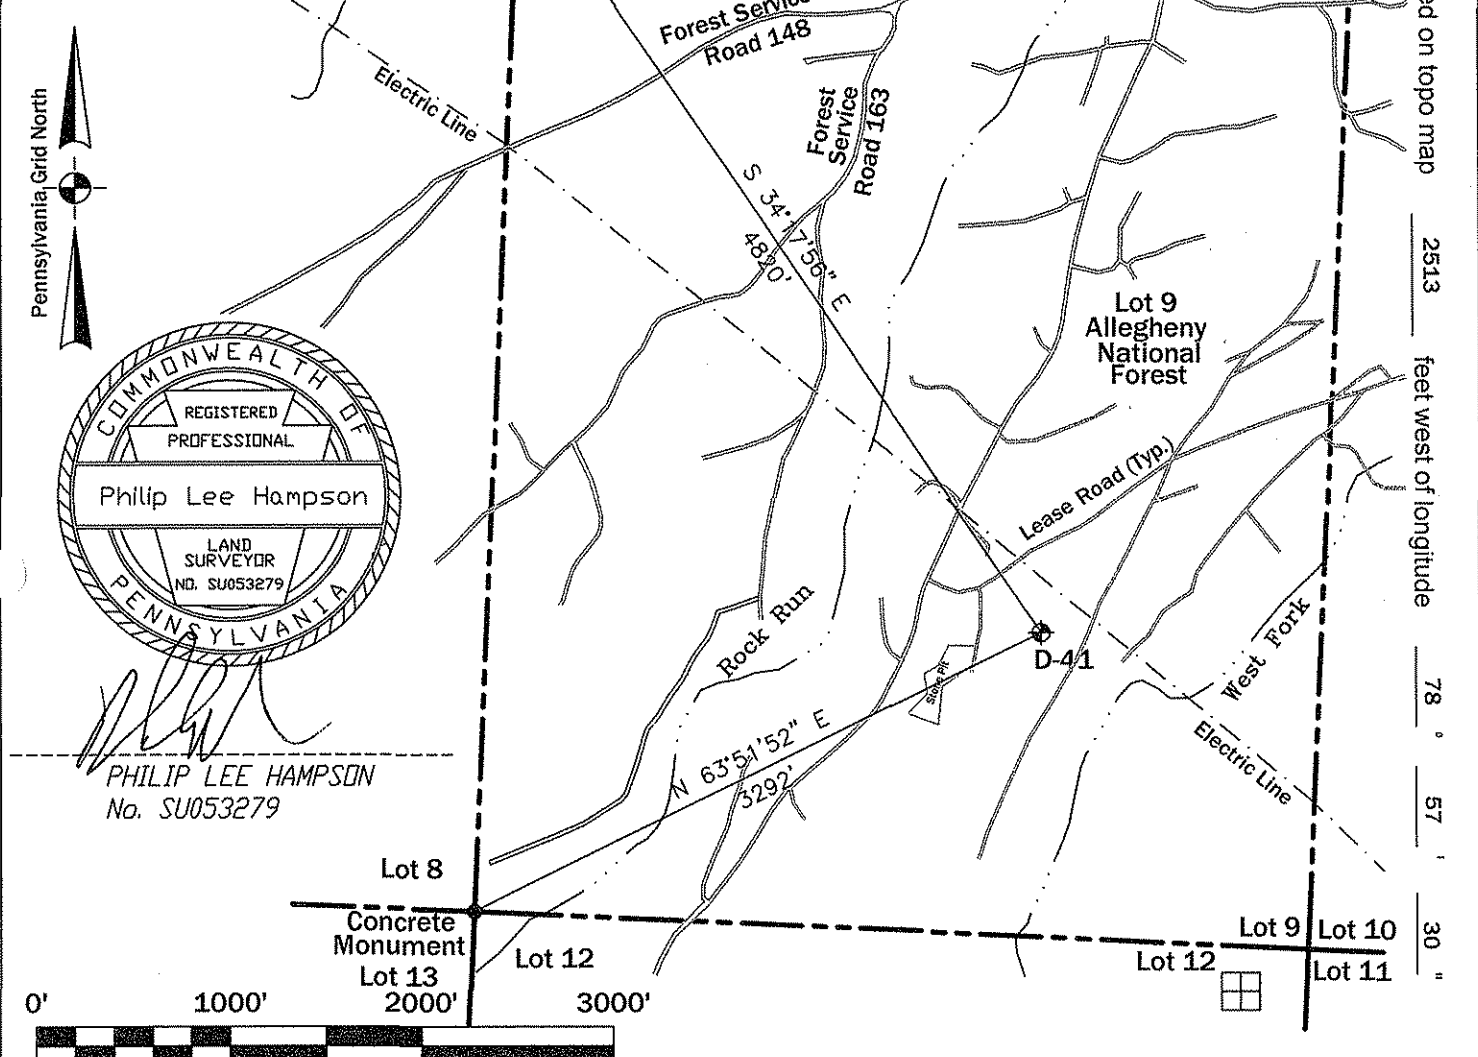 Forest Service
Road 148
Electric Line
Pennsylvania Grid North
Forest
Service
Road 163
S 34°17'56" E
4820'
ed on topo map
2513
feet west of longitude
78 °
57 '
30 "
Lot 9
Allegheny
National
Forest
COMMONWEALTH OF
REGISTERED
PROFESSIONAL
Philip Lee Hampson
LAND
SURVEYOR
NO. SU053279
PENNSYLVANIA
Lease Road (Typ.)
Rock Run
D-41
Stone Pit
West Fork
N 63°51'52" E
3292'
Electric Line
PHILIP LEE HAMPSON
No. SU053279
Lot 8
Concrete
Monument
Lot 13
Lot 12
Lot 9
Lot 10
Lot 12
Lot 11
0' 1000' 2000' 3000'